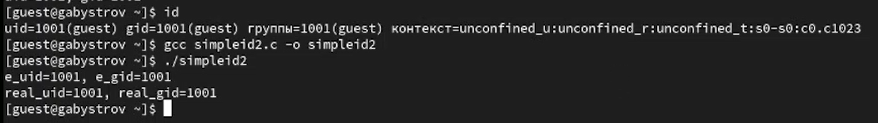 [guest@gabystrov ~]$ id
uid=1001(guest) gid=1001(guest) группы=1001(guest) контекст=unconfined_u:unconfined_r:unconfined_t:s0-s0:c0.c1023
[guest@gabystrov ~]$ gcc simpleid2.c -o simpleid2
[guest@gabystrov ~]$ ./simpleid2
e_uid=1001, e_gid=1001
real_uid=1001, real_gid=1001
[guest@gabystrov ~]$